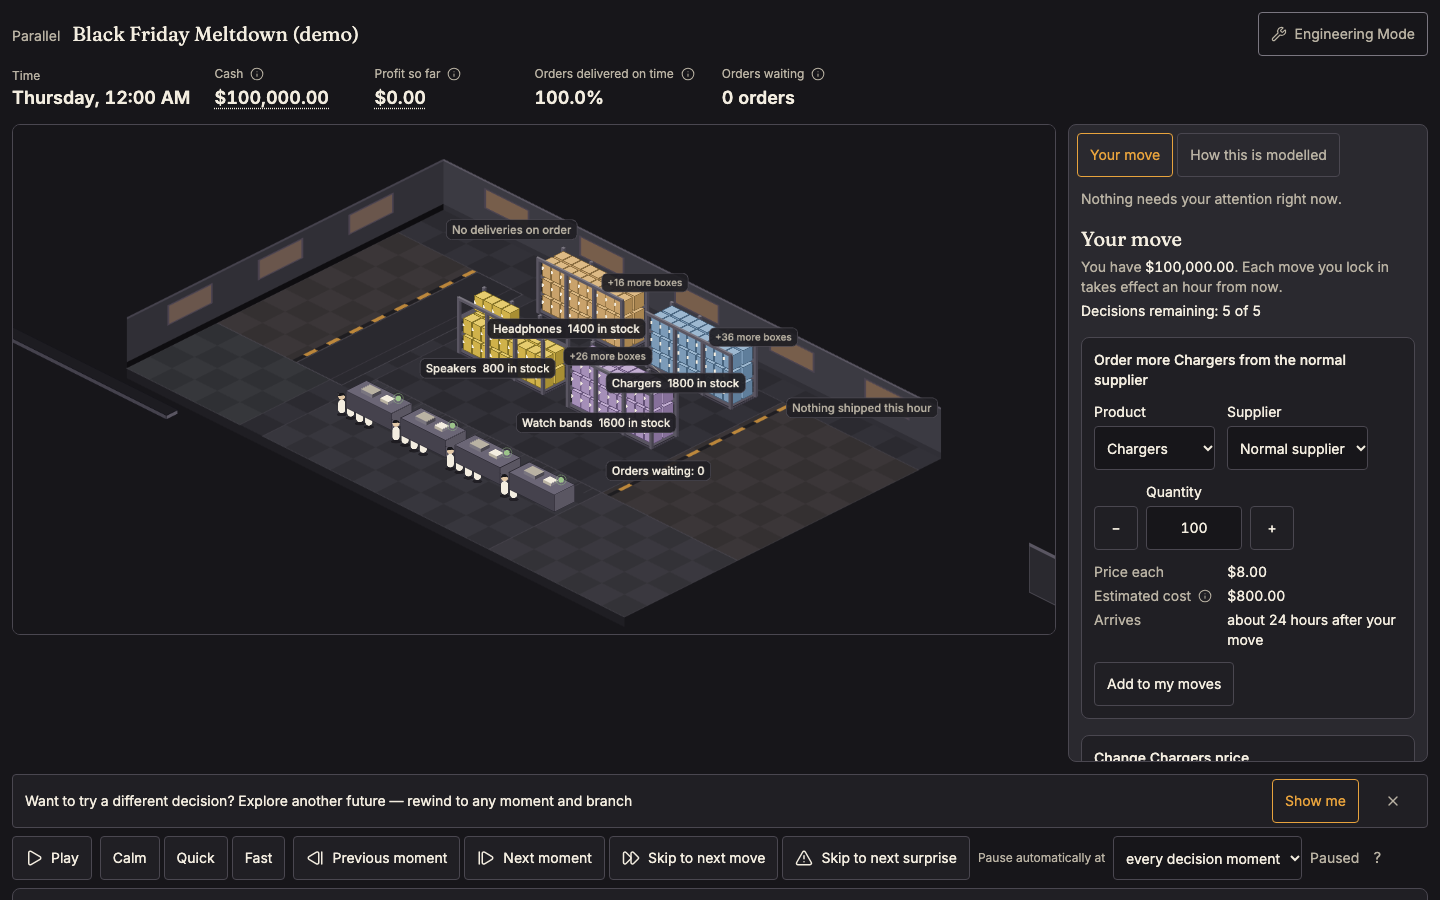 Parallel Black Friday Meltdown (demo)
Engineering Mode
Time
Thursday, 12:00 AM
Cash
$100,000.00
Profit so far
$0.00
Orders delivered on time
100.0%
Orders waiting
0 orders
No deliveries on order
+16 more boxes
Headphones 1400 in stock
+36 more boxes
+26 more boxes
Speakers 800 in stock
Chargers 1800 in stock
Nothing shipped this hour
Watch bands 1600 in stock
Orders waiting: 0
Your move
How this is modelled
Nothing needs your attention right now.
Your move
You have $100,000.00. Each move you lock in
takes effect an hour from now.
Decisions remaining: 5 of 5
Order more Chargers from the normal
supplier
Product
Supplier
Chargers
Normal supplier
Quantity
−
100
+
Price each
$8.00
Estimated cost
$800.00
Arrives
about 24 hours after your
move
Add to my moves
Change Chargers price
Want to try a different decision? Explore another future — rewind to any moment and branch
Show me
Play
Calm
Quick
Fast
Previous moment
Next moment
Skip to next move
Skip to next surprise
Pause automatically at
every decision moment
Paused
?